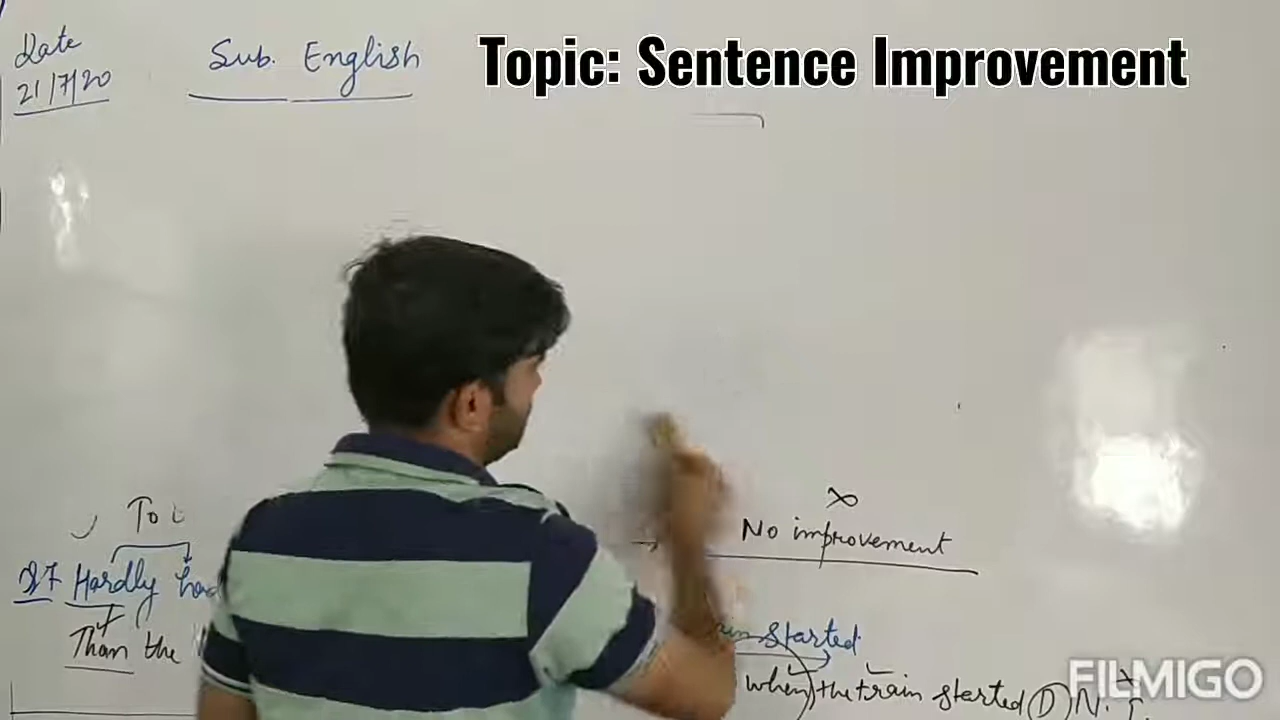 Date
21/7/20
Sub. English
Topic: Sentence Improvement
No improvement
Hardly had
started
Than the
when the train started (D) N. I.
FILMIGO